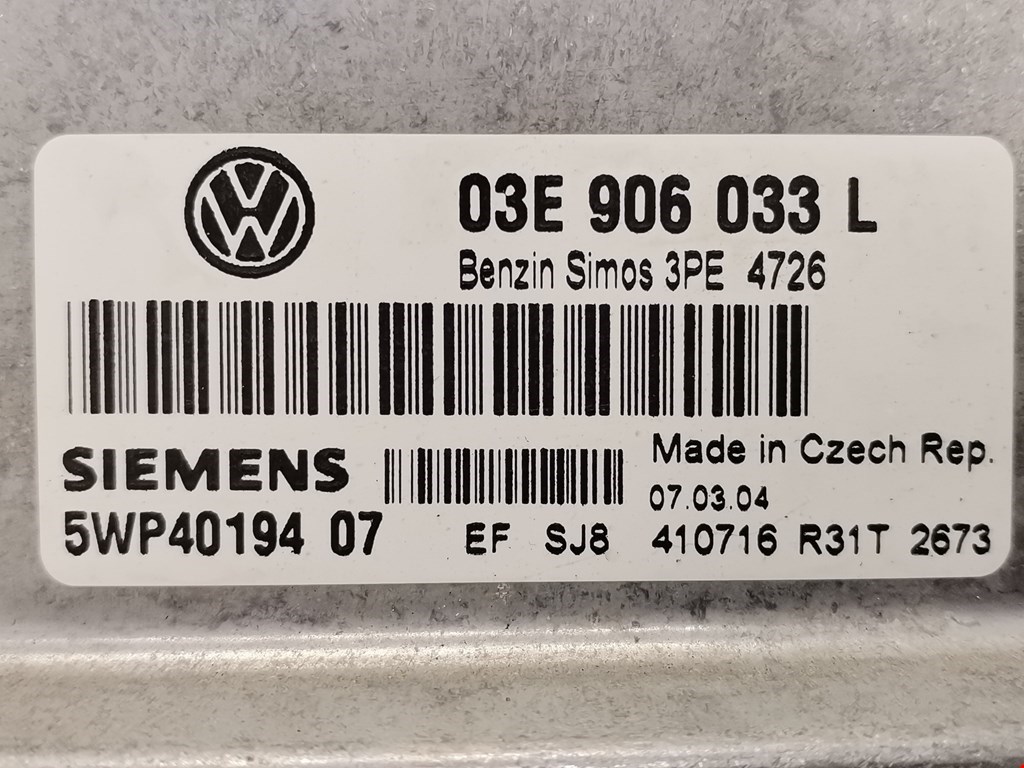 VW
03E 906 033 L
Benzin Simos 3PE 4726
SIEMENS
Made in Czech Rep.
07.03.04
5WP40194 07
EF SJ8 410716 R31T 2673